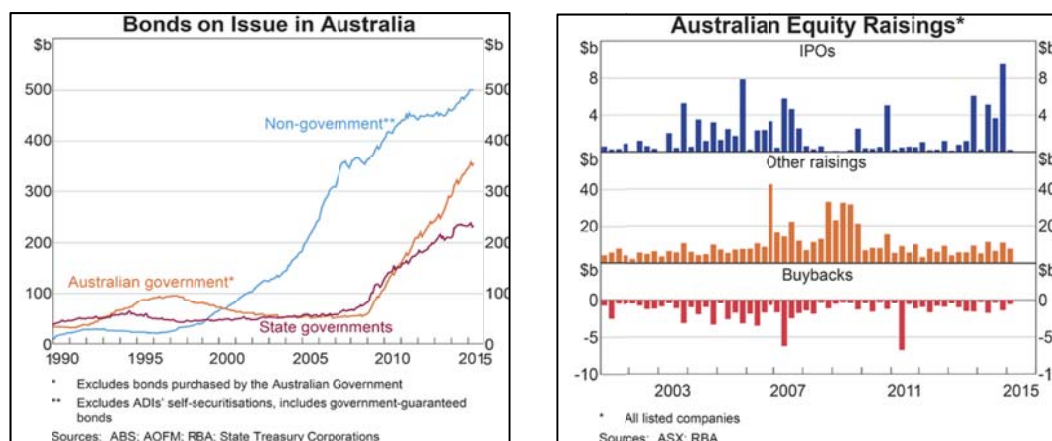 Bonds on Issue in Australia
$b $b
500 500
Non-government**
400 400
300 300
200 200
Australian government*
100 100
State governments
0 0
1990 1995 2000 2005 2010 2015
* Excludes bonds purchased by the Australian Government
** Excludes ADIs' self-securitisations, includes government-guaranteed
bonds
Sources: ABS; AOFM; RBA; State Treasury Corporations
Australian Equity Raisings*
$b IPOs $b
8 8
4 4
$b Other raisings $b
40 40
20 20
$b Buybacks $b
0 0
-5 -5
-10 -10
2003 2007 2011 2015
* All listed companies
Sources: ASX; RBA